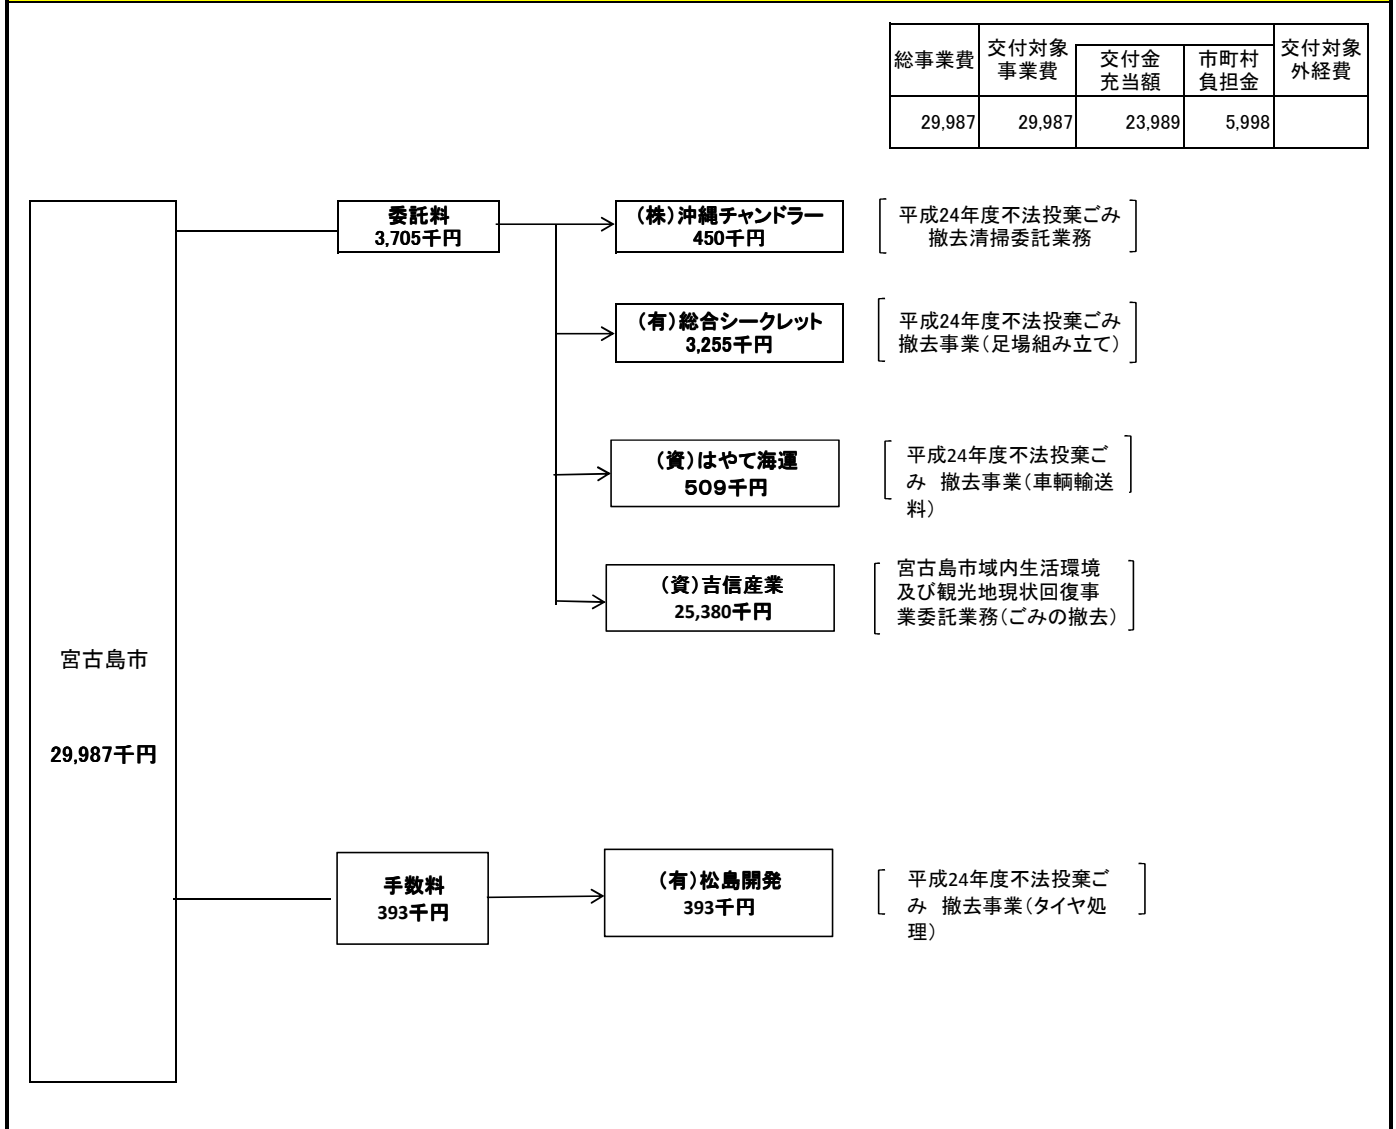 総事業費
交付対象
事業費
交付金
充当額
市町村
負担金
交付対象
外経費
29,987
29,987
23,989
5,998
委託料
3,705千円
(株)沖縄チャンドラー
450千円
平成24年度不法投棄ごみ
撤去清掃委託業務
(有)総合シークレット
3,255千円
平成24年度不法投棄ごみ
撤去事業(足場組み立て)
(資)はやて海運
509千円
平成24年度不法投棄ご
み 撤去事業(車輌輸送
料)
(資)吉信産業
25,380千円
宮古島市域内生活環境
及び観光地現状回復事
業委託業務(ごみの撤去)
宮古島市
29,987千円
手数料
393千円
(有)松島開発
393千円
平成24年度不法投棄ご
み 撤去事業(タイヤ処
理)